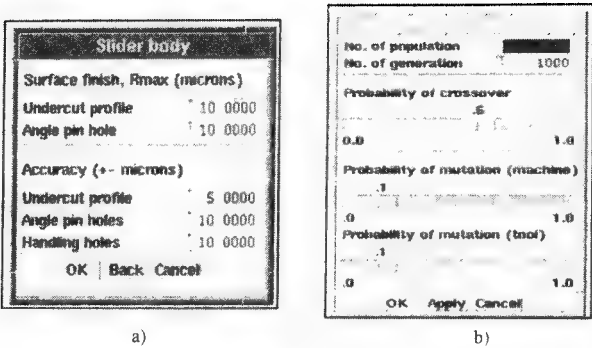 Slider body
Surface finish, Rmax (microns)
Undercut profile 10 0000
Angle pin hole 10 0000
Accuracy (+- microns)
Undercut profile 5 0000
Angle pin holes 10 0000
Handling holes 10 0000
OK Back Cancel
a)
No. of population
No. of generation 1000
Probability of crossover
.6
0.0 1.0
Probability of mutation (machine)
.1
.0 1.0
Probability of mutation (tool)
.1
.0 1.0
OK Apply Cancel
b)